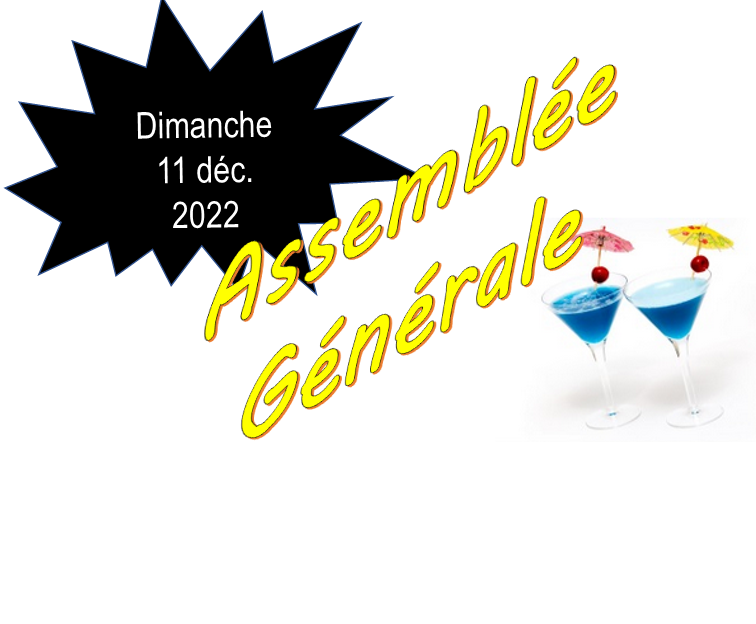 Dimanche
11 déc.
2022
Assemblée
Générale